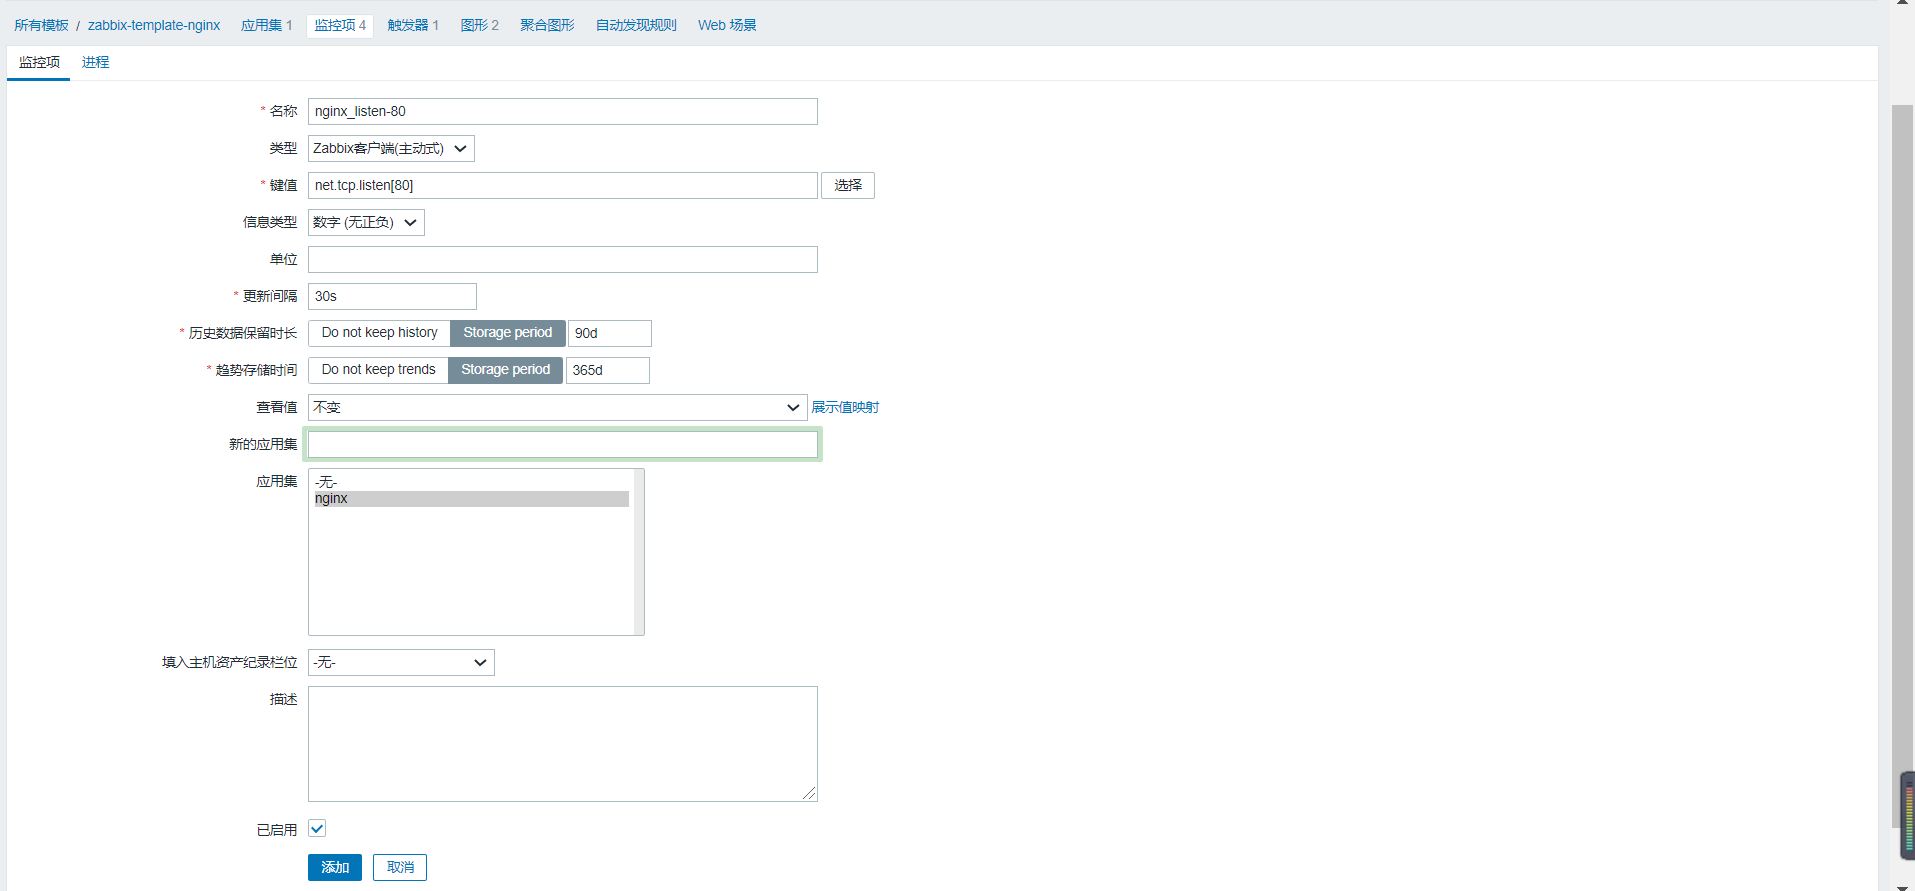 所有模板 / zabbix-template-nginx 应用集 1 监控项 4 触发器 1 图形 2 聚合图形 自动发现规则 Web 场景
监控项 进程
* 名称 nginx_listen-80
类型 Zabbix客户端(主动式)
* 键值 net.tcp.listen[80] 选择
信息类型 数字 (无正负)
单位
* 更新间隔 30s
* 历史数据保留时长 Do not keep history Storage period 90d
* 趋势存储时间 Do not keep trends Storage period 365d
查看值 不变 展示值映射
新的应用集
应用集 -无-
nginx
填入主机资产纪录栏位 -无-
描述
已启用
添加 取消